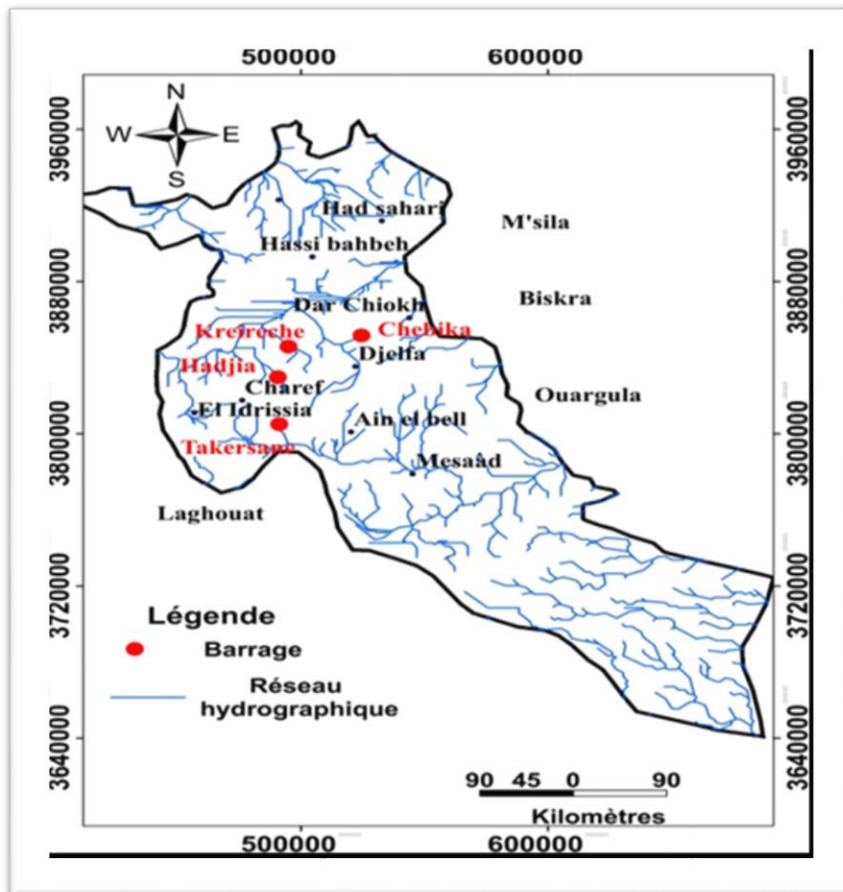 500000 600000
N
W E
S
3960000 3960000
Had sahari
M'sila
Hassi bahbeh
3880000 3880000
Biskra
Dar Chiokh
Kreireche Chebika
Djelfa
Hadjia
Charef
Ouargula
El Idrissia
Ain el bell
3800000 3800000
Takersane
Mesaâd
Laghouat
3720000 3720000
Légende
Barrage
Réseau
hydrographique
3640000 3640000
90 45 0 90
Kilomètres
500000 600000